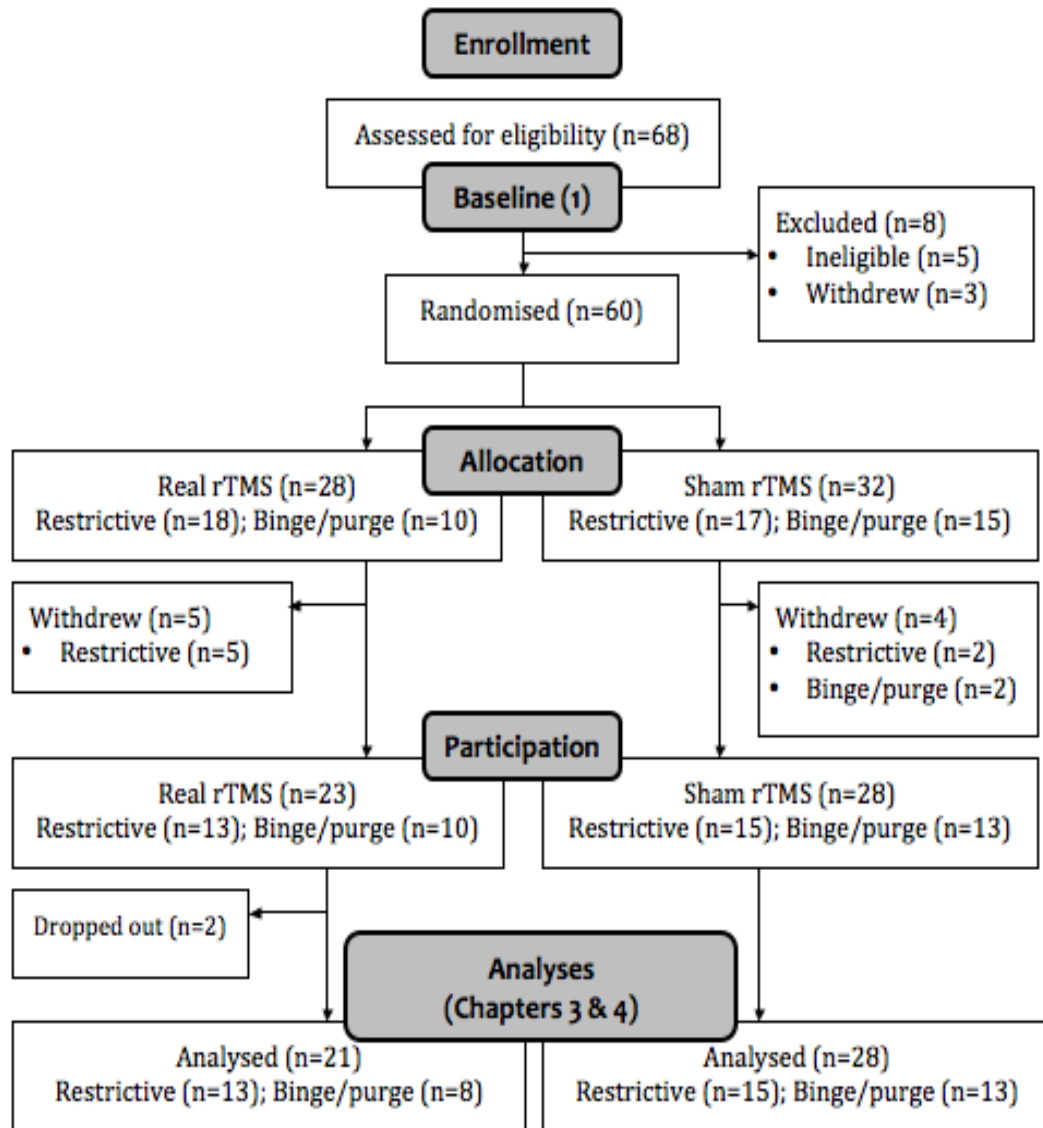 Enrollment
Assessed for eligibility (n=68)
Baseline (1)
Excluded (n=8)
• Ineligible (n=5)
• Withdrew (n=3)
Randomised (n=60)
Allocation
Real rTMS (n=28)
Restrictive (n=18); Binge/purge (n=10)
Sham rTMS (n=32)
Restrictive (n=17); Binge/purge (n=15)
Withdrew (n=5)
• Restrictive (n=5)
Withdrew (n=4)
• Restrictive (n=2)
• Binge/purge (n=2)
Participation
Real rTMS (n=23)
Restrictive (n=13); Binge/purge (n=10)
Sham rTMS (n=28)
Restrictive (n=15); Binge/purge (n=13)
Dropped out (n=2)
Analyses
(Chapters 3 & 4)
Analysed (n=21)
Restrictive (n=13); Binge/purge (n=8)
Analysed (n=28)
Restrictive (n=15); Binge/purge (n=13)